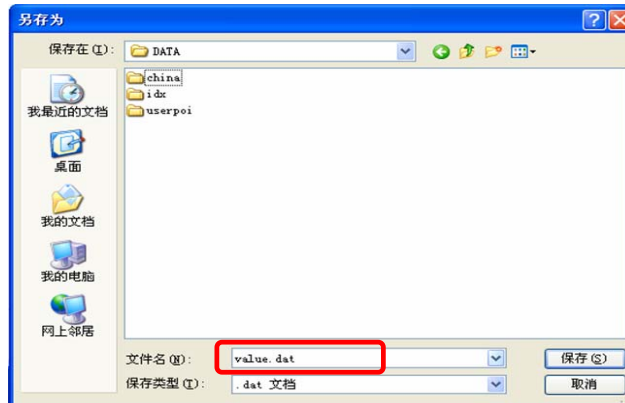 另存为
保存在(I):
DATA
china
idx
userpoi
我最近的文档
桌面
我的文档
我的电脑
网上邻居
文件名(N):
value.dat
保存(S)
保存类型(T):
.dat 文档
取消